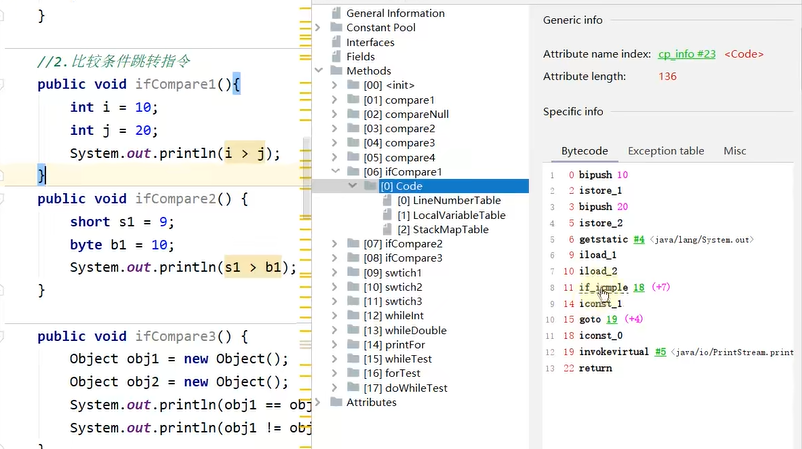 }
//2.比较条件跳转指令
public void ifCompare1(){
int i = 10;
int j = 20;
System.out.println(i > j);
}
public void ifCompare2() {
short s1 = 9;
byte b1 = 10;
System.out.println(s1 > b1);
}
public void ifCompare3() {
Object obj1 = new Object();
Object obj2 = new Object();
System.out.println(obj1 == obj
System.out.println(obj1 != obj
General Information
Constant Pool
Interfaces
Fields
Methods
[00] <init>
[01] compare1
[02] compareNull
[03] compare2
[04] compare3
[05] compare4
[06] ifCompare1
[0] Code
[0] LineNumberTable
[1] LocalVariableTable
[2] StackMapTable
[07] ifCompare2
[08] ifCompare3
[09] swtich1
[10] swtich2
[11] swtich3
[12] whileInt
[13] whileDouble
[14] printFor
[15] whileTest
[16] forTest
[17] doWhileTest
Attributes
Generic info
Attribute name index: cp_info #23 <Code>
Attribute length: 136
Specific info
Bytecode Exception table Misc
1 0 bipush 10
2 2 istore_1
3 3 bipush 20
4 5 istore_2
5 6 getstatic #4 <java/lang/System.out>
6 9 iload_1
7 10 iload_2
8 11 if_icmple 18 (+7)
9 14 iconst_1
10 15 goto 19 (+4)
11 18 iconst_0
12 19 invokevirtual #5 <java/io/PrintStream.print
13 22 return